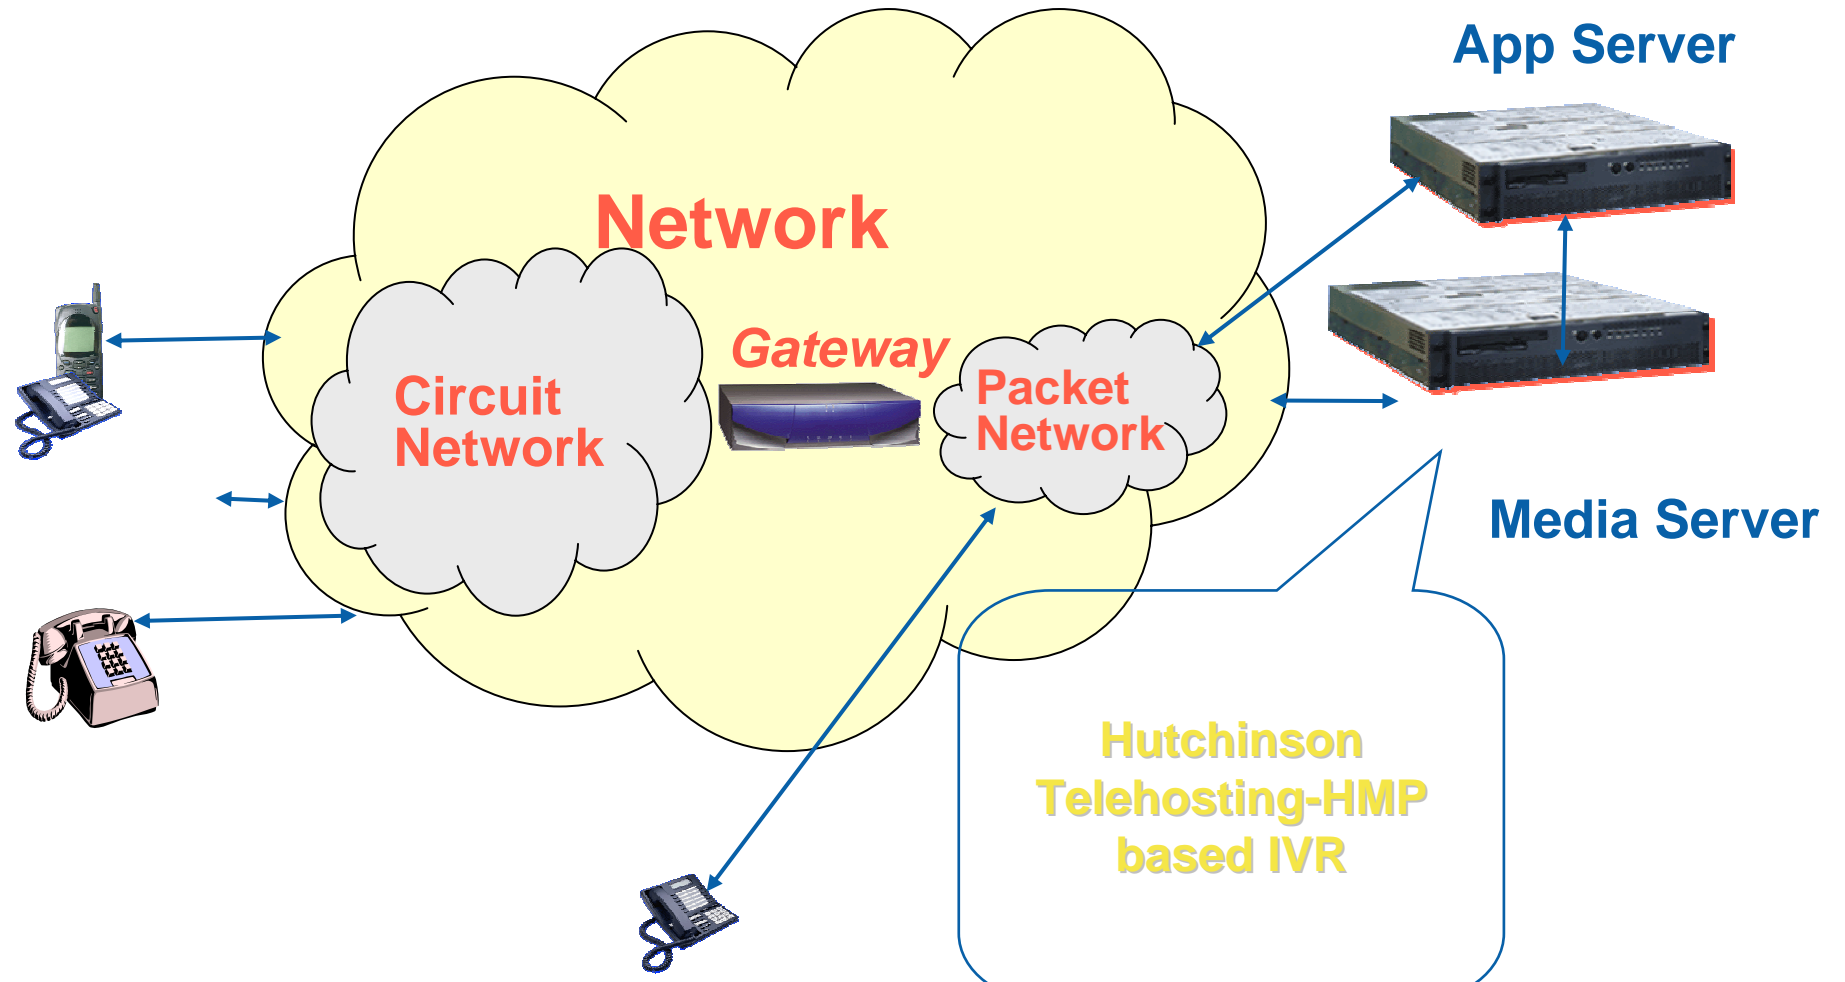 App Server
Network
Gateway
Circuit
Network
Packet
Network
Media Server
Hutchinson
Telehosting-HMP
based IVR